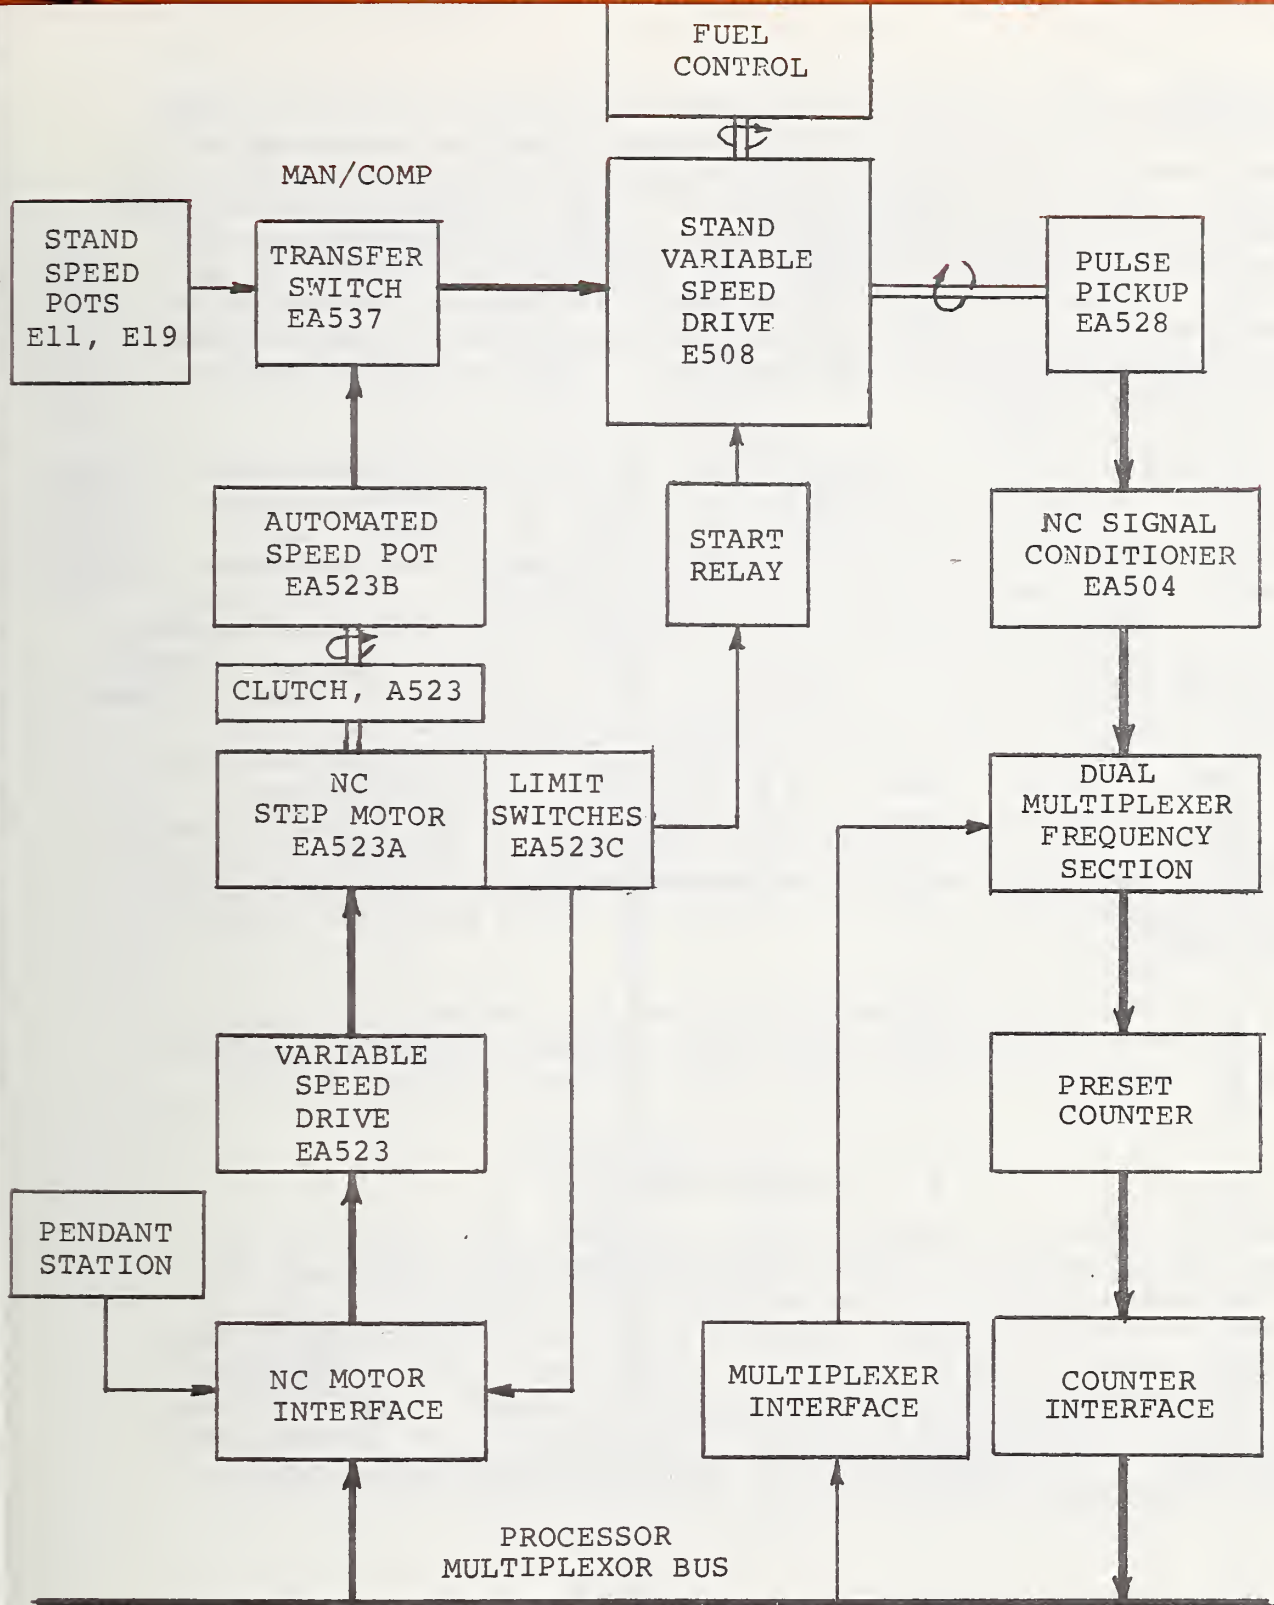 FUEL
CONTROL
MAN/COMP
STAND
SPEED
POTS
E11, E19
TRANSFER
SWITCH
EA537
STAND
VARIABLE
SPEED
DRIVE
E508
PULSE
PICKUP
EA528
AUTOMATED
SPEED POT
EA523B
START
RELAY
NC SIGNAL
CONDITIONER
EA504
CLUTCH, A523
NC
STEP MOTOR
EA523A
LIMIT
SWITCHES
EA523C
DUAL
MULTIPLEXER
FREQUENCY
SECTION
VARIABLE
SPEED
DRIVE
EA523
PRESET
COUNTER
PENDANT
STATION
NC MOTOR
INTERFACE
MULTIPLEXER
INTERFACE
COUNTER
INTERFACE
PROCESSOR
MULTIPLEXOR BUS